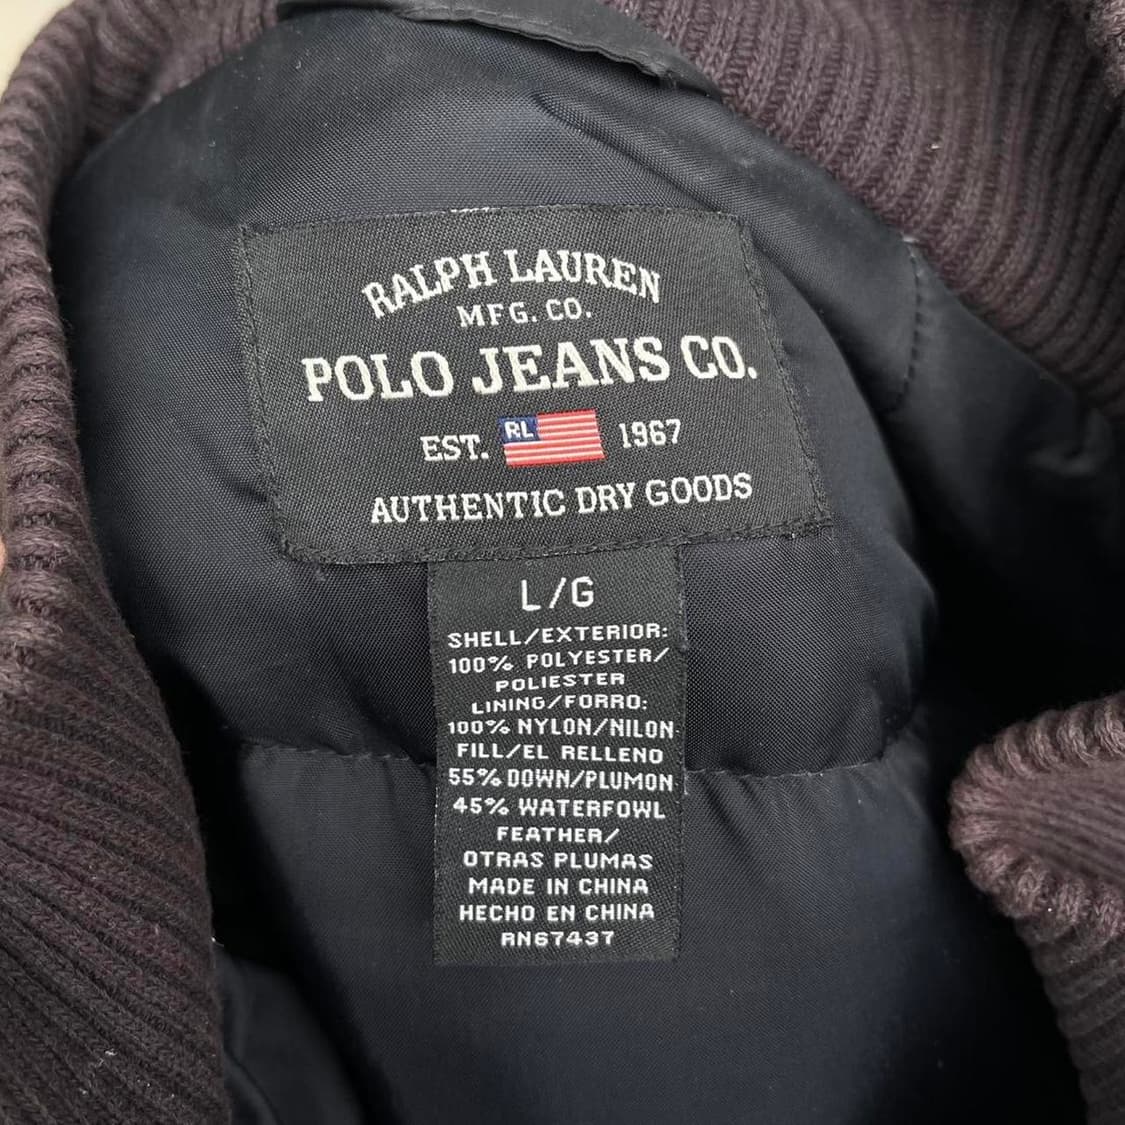 RALPH LAUREN
MFG. CO.
POLO JEANS CO.
EST. RL 1967
AUTHENTIC DRY GOODS
L/G
SHELL/EXTERIOR:
100% POLYESTER/
POLIESTER
LINING/FORRO:
100% NYLON/NILON
FILL/EL RELLENO
55% DOWN/PLUMON
45% WATERFOWL
FEATHER/
OTRAS PLUMAS
MADE IN CHINA
HECHO EN CHINA
RN67437